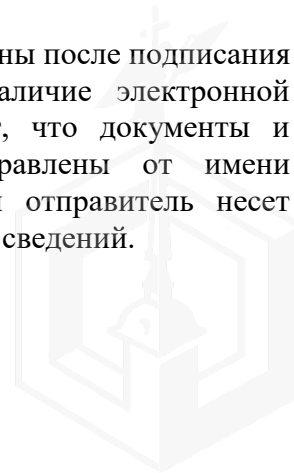 ны после подписания
аличие электронной
, что документы и
равлены от имени
отправитель несет
сведений.